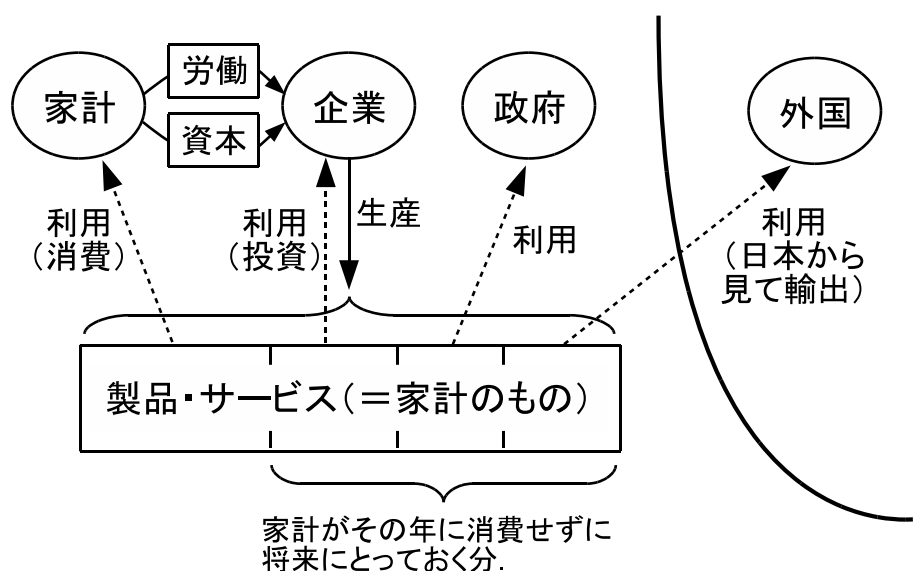 家計
労働
資本
企業
政府
外国
利用
（消費）
利用
（投資）
生産
利用
利用
（日本から
見て輸出）
製品・サービス（＝家計のもの）
家計がその年に消費せずに
将来にとっておく分.